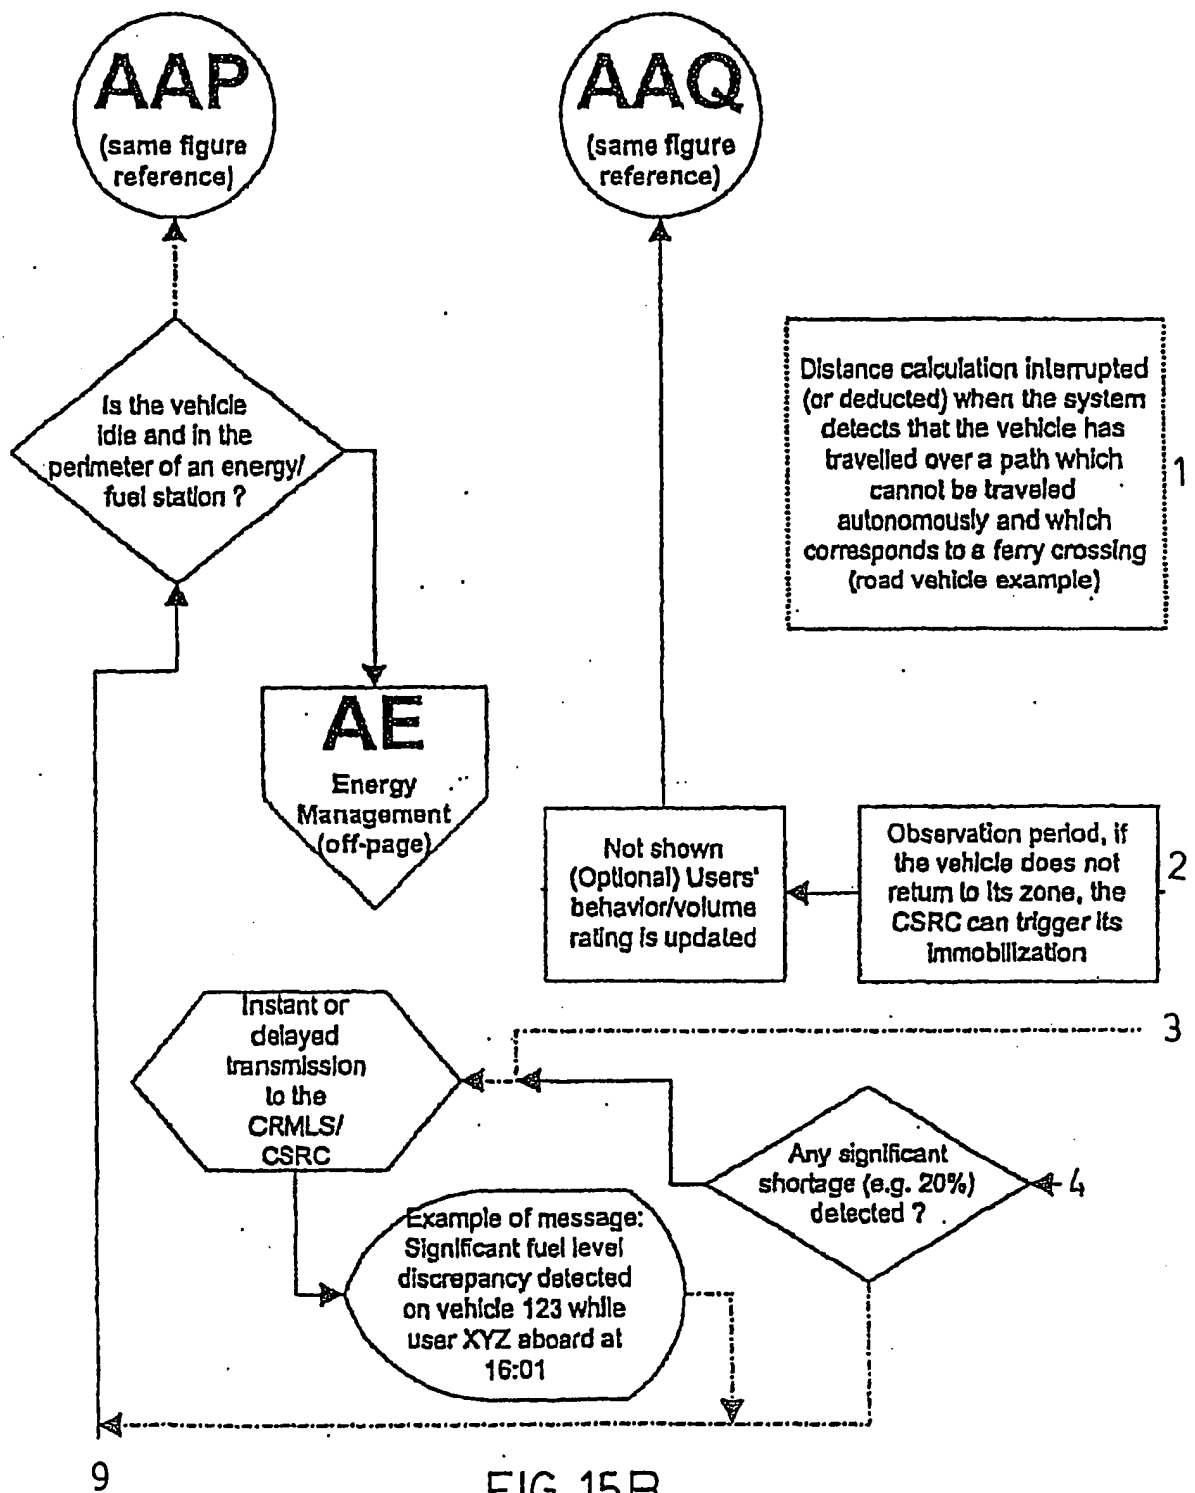 AAP
(same figure
reference)
AAQ
(same figure
reference)
Is the vehicle
idle and in the
perimeter of an energy/
fuel station ?
Distance calculation interrupted
(or deducted) when the system
detects that the vehicle has
travelled over a path which
cannot be traveled
autonomously and which
corresponds to a ferry crossing
(road vehicle example)
1
AE
Energy
Management
(off-page)
Not shown
(Optional) Users'
behavior/volume
rating is updated
Observation period, if
the vehicle does not
return to its zone, the
CSRC can trigger its
immobilization
2
Instant or
delayed
transmission
to the
CRMLS/
CSRC
3
Any significant
shortage (e.g. 20%)
detected ?
4
Example of message:
Significant fuel level
discrepancy detected
on vehicle 123 while
user XYZ aboard at
16:01
9
FIG. 15B